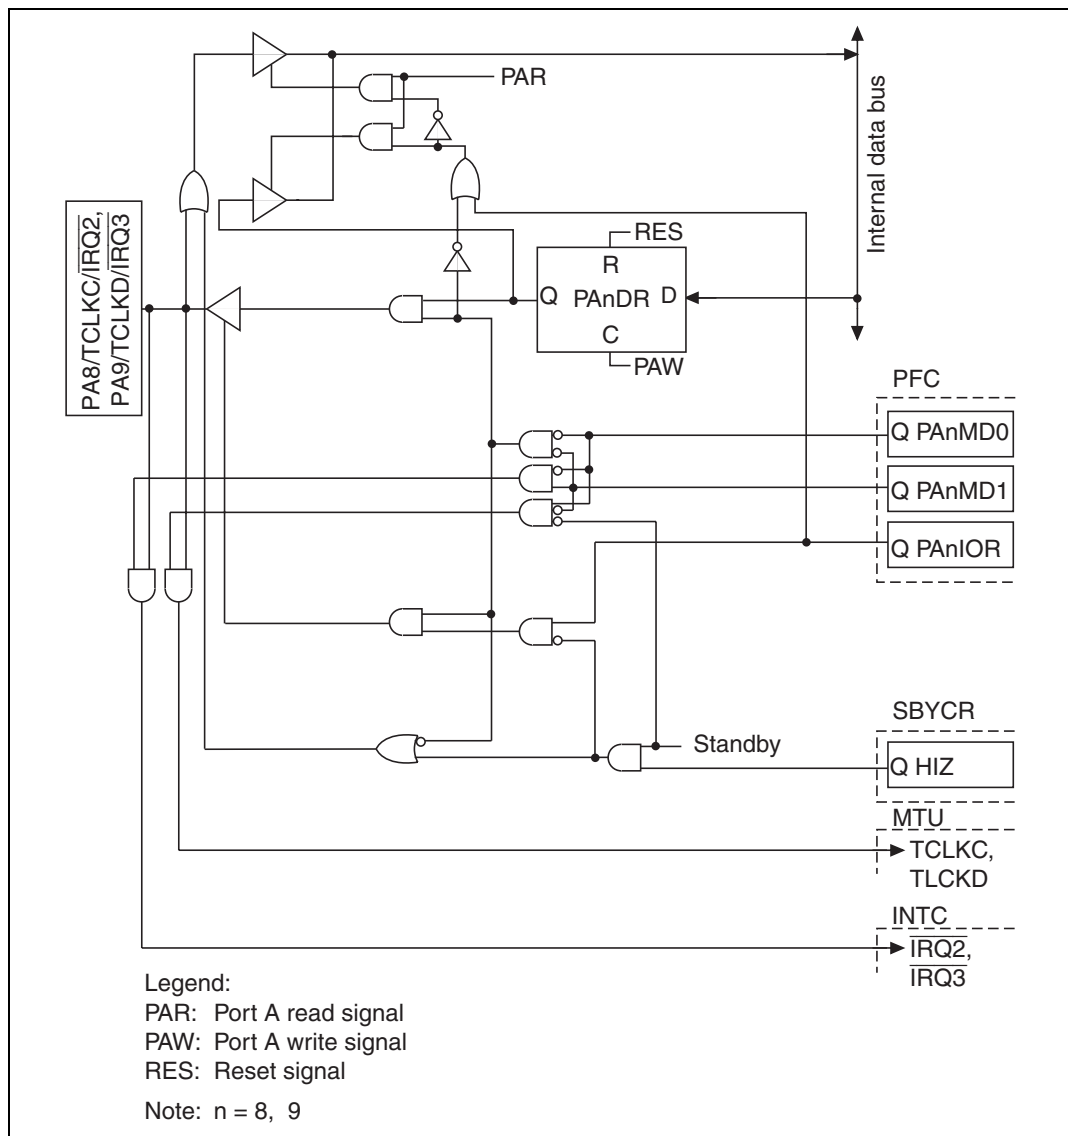 PAR
Internal data bus
PA8/TCLKC/IRQ2,
PA9/TCLKD/IRQ3
RES
R
Q PAnDR D
C
PAW
PFC
Q PAnMD0
Q PAnMD1
Q PAnIOR
SBYCR
Standby
Q HIZ
MTU
TCLKC,
TLCKD
INTC
IRQ2,
IRQ3
Legend:
PAR: Port A read signal
PAW: Port A write signal
RES: Reset signal
Note: n = 8, 9